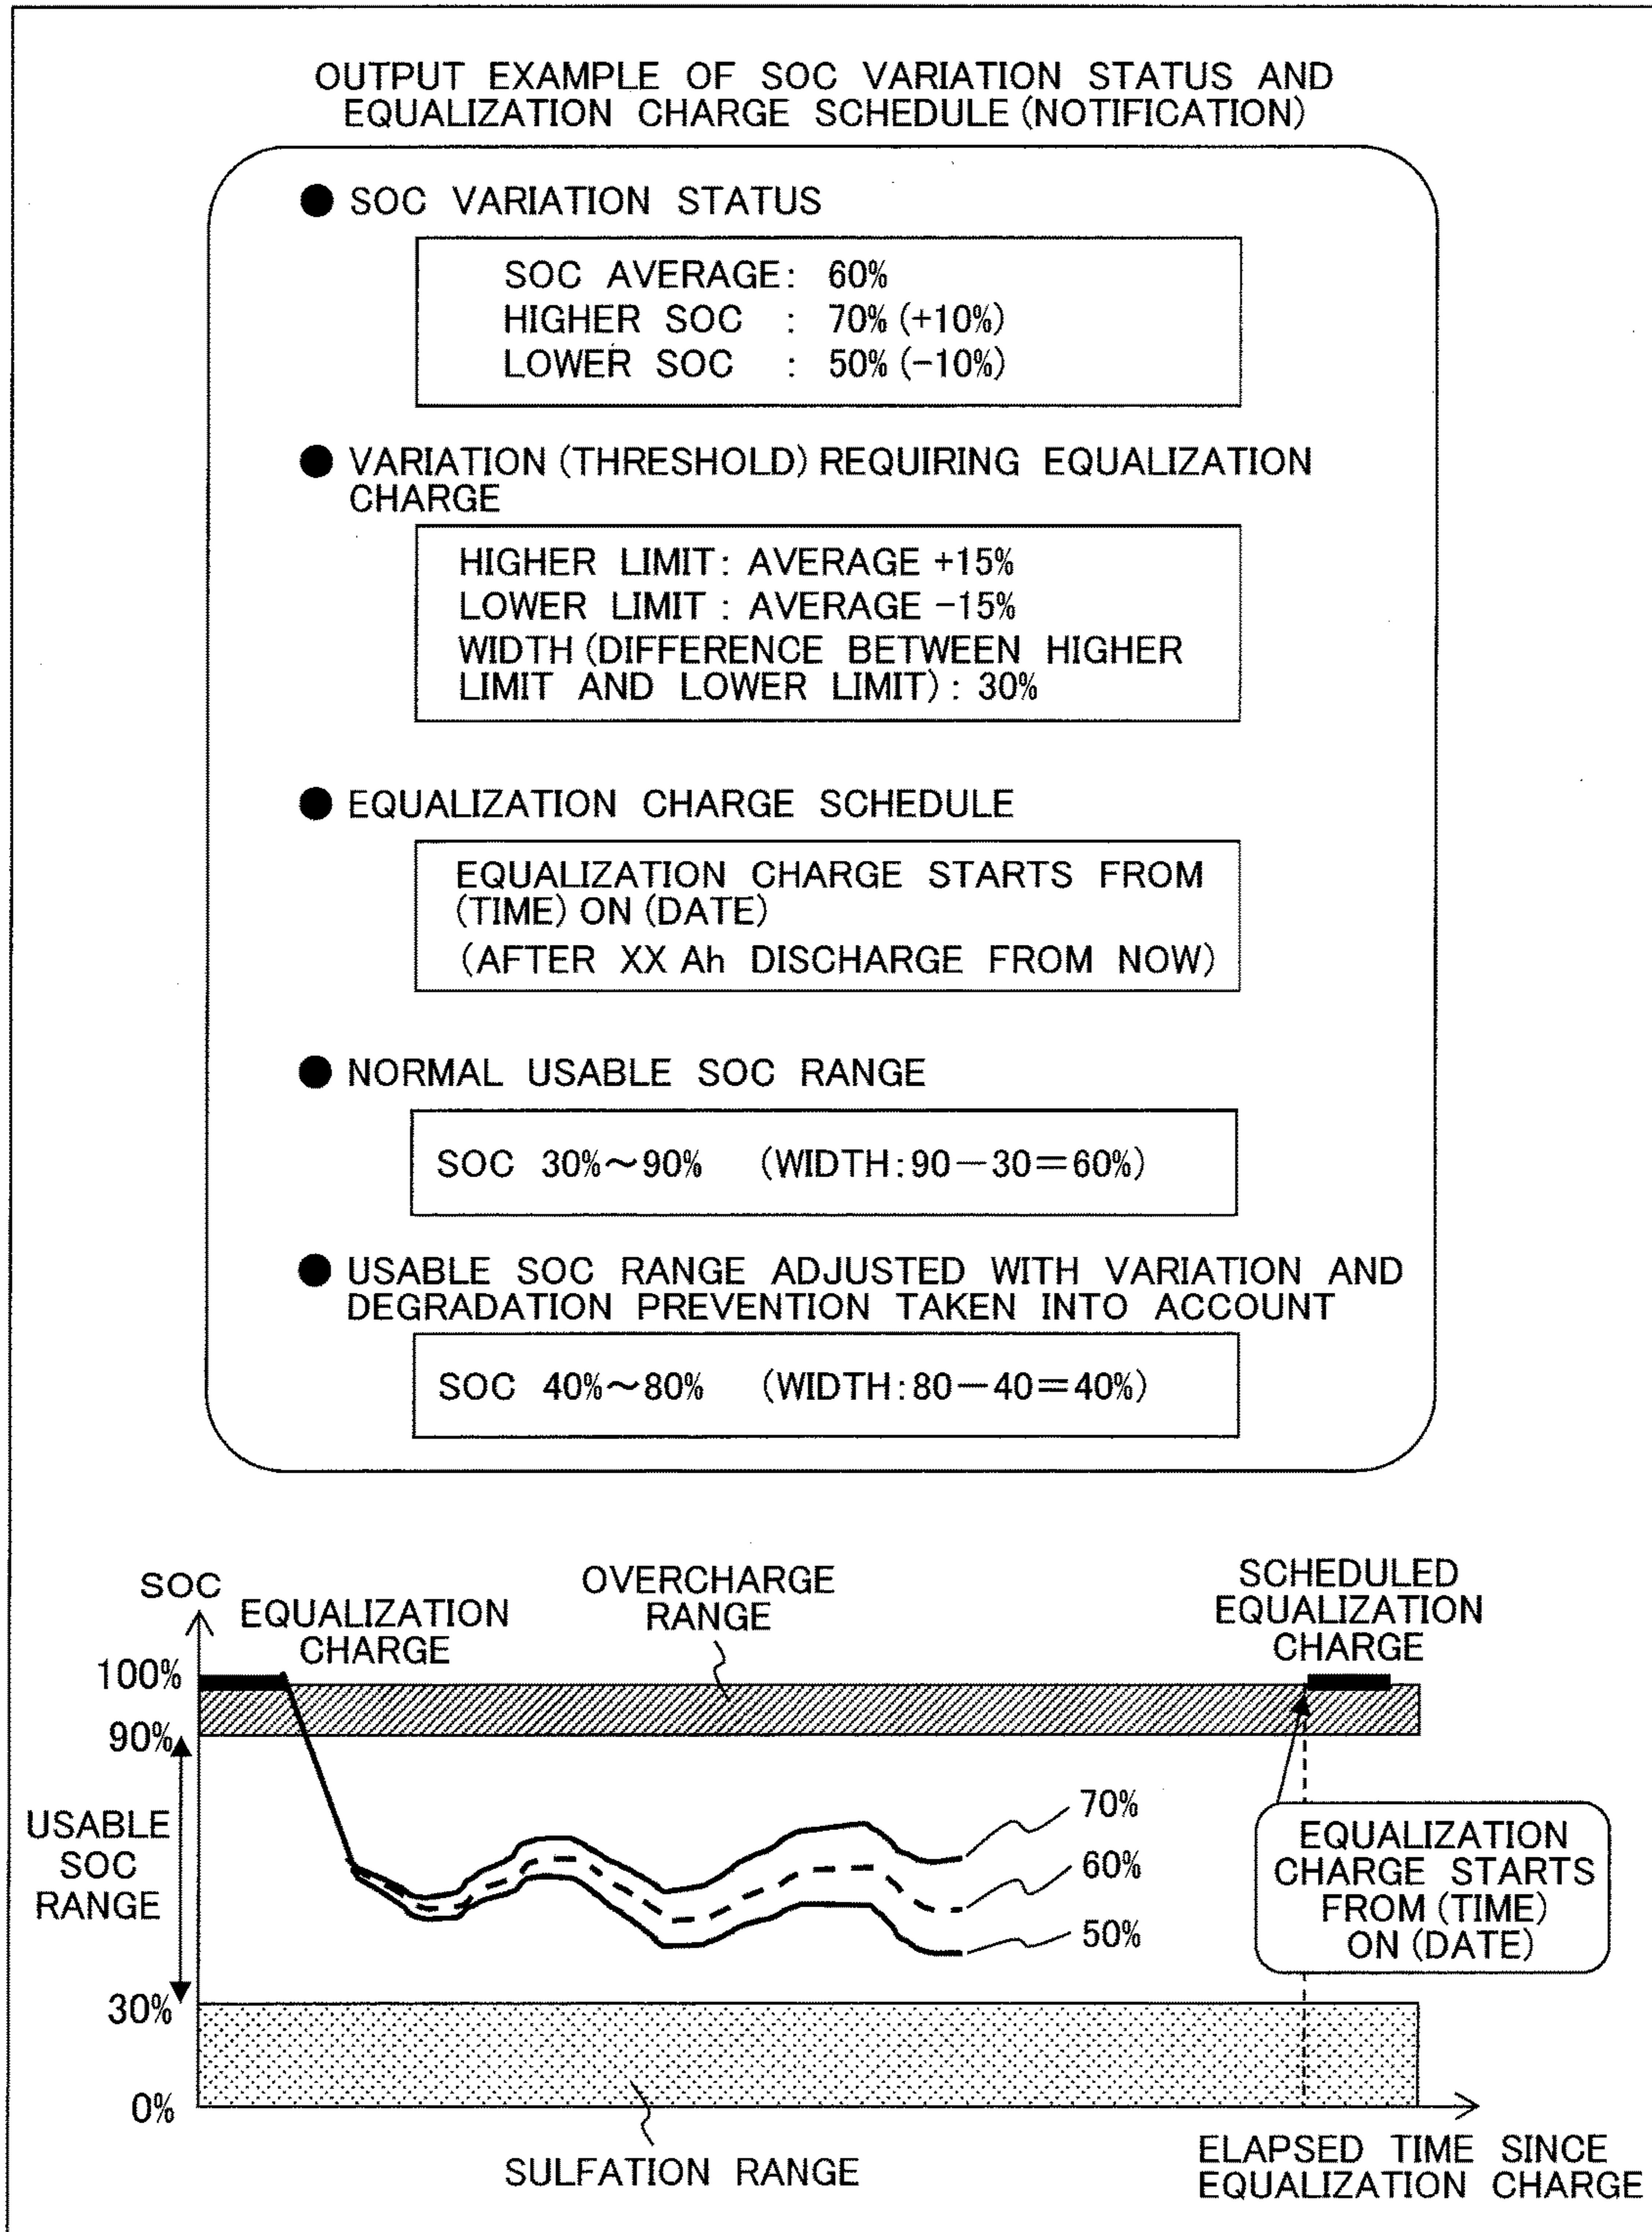 OUTPUT EXAMPLE OF SOC VARIATION STATUS AND
EQUALIZATION CHARGE SCHEDULE (NOTIFICATION)
● SOC VARIATION STATUS
SOC AVERAGE: 60%
HIGHER SOC : 70% (+10%)
LOWER SOC : 50% (−10%)
● VARIATION (THRESHOLD) REQUIRING EQUALIZATION
CHARGE
HIGHER LIMIT: AVERAGE +15%
LOWER LIMIT : AVERAGE −15%
WIDTH (DIFFERENCE BETWEEN HIGHER
LIMIT AND LOWER LIMIT) : 30%
● EQUALIZATION CHARGE SCHEDULE
EQUALIZATION CHARGE STARTS FROM
(TIME) ON (DATE)
(AFTER XX Ah DISCHARGE FROM NOW)
● NORMAL USABLE SOC RANGE
SOC 30%～90% (WIDTH:90−30=60%)
● USABLE SOC RANGE ADJUSTED WITH VARIATION AND
DEGRADATION PREVENTION TAKEN INTO ACCOUNT
SOC 40%～80% (WIDTH:80−40=40%)
SOC
EQUALIZATION
CHARGE
OVERCHARGE
RANGE
SCHEDULED
EQUALIZATION
CHARGE
100%
90%
USABLE
SOC
RANGE
30%
0%
70%
60%
50%
EQUALIZATION
CHARGE STARTS
FROM (TIME)
ON (DATE)
SULFATION RANGE
ELAPSED TIME SINCE
EQUALIZATION CHARGE